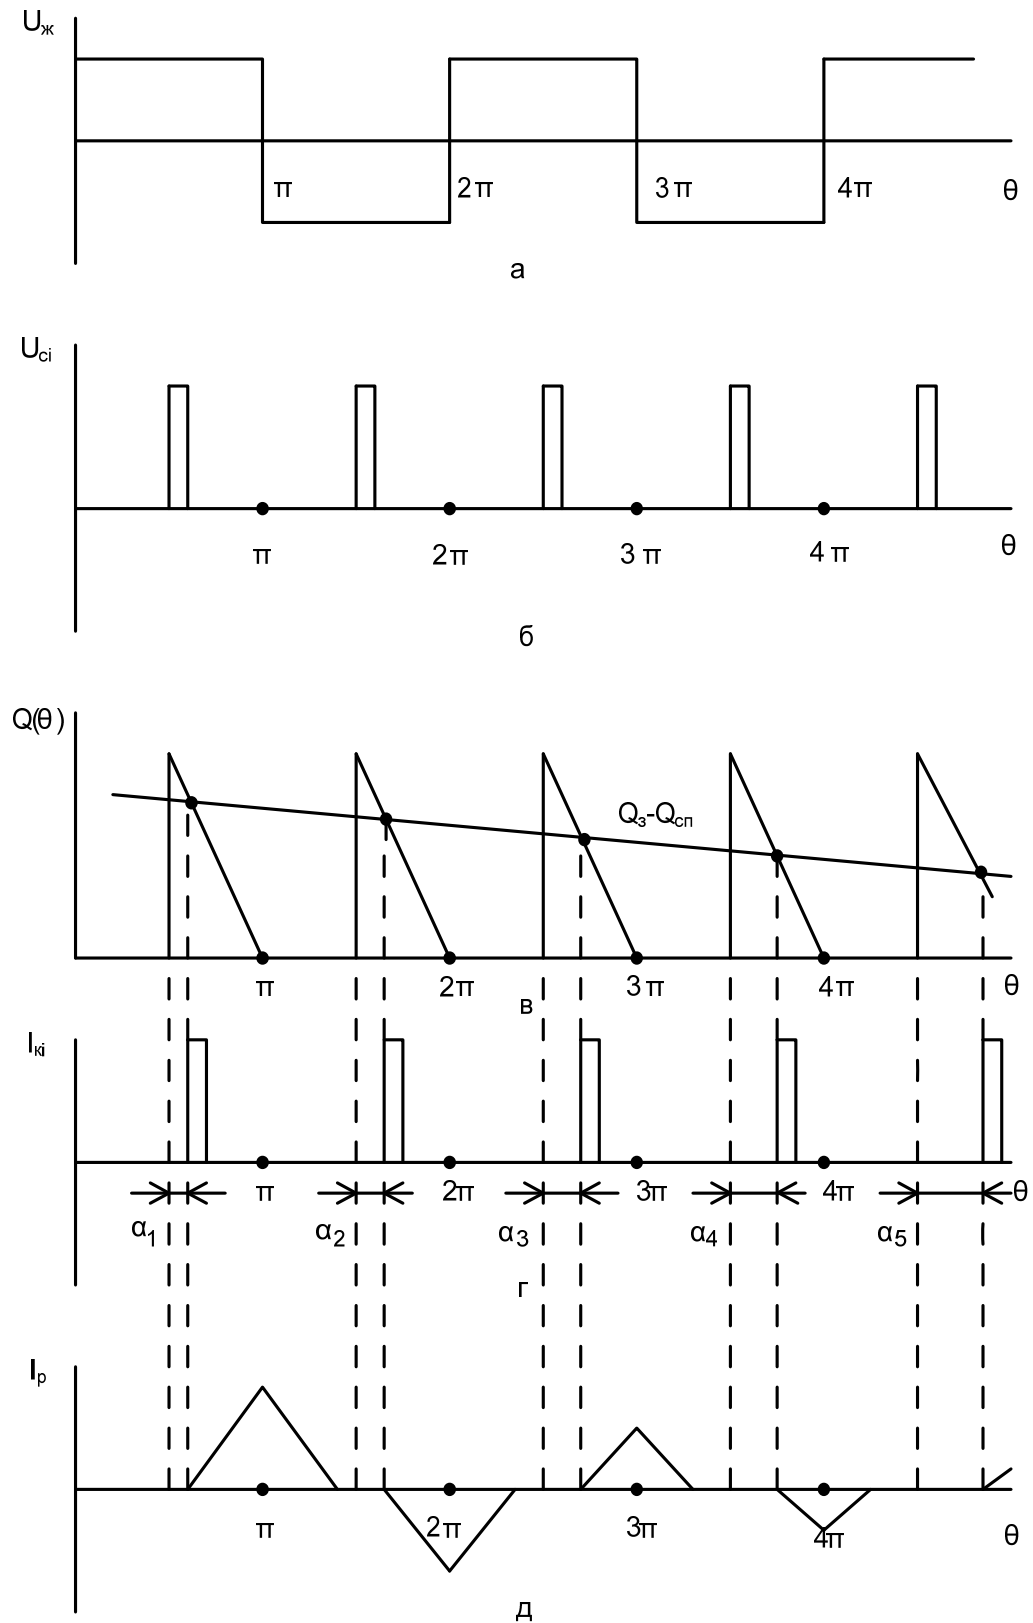 Uж
π 2π 3π 4π θ
а
Uсі
π 2π 3π 4π θ
б
Q(θ)
Qз-Qсп
π 2π 3π 4π θ
в
Iкі
π 2π 3π 4π θ
α1 α2 α3 α4 α5
г
Iр
π 2π 3π 4π θ
д